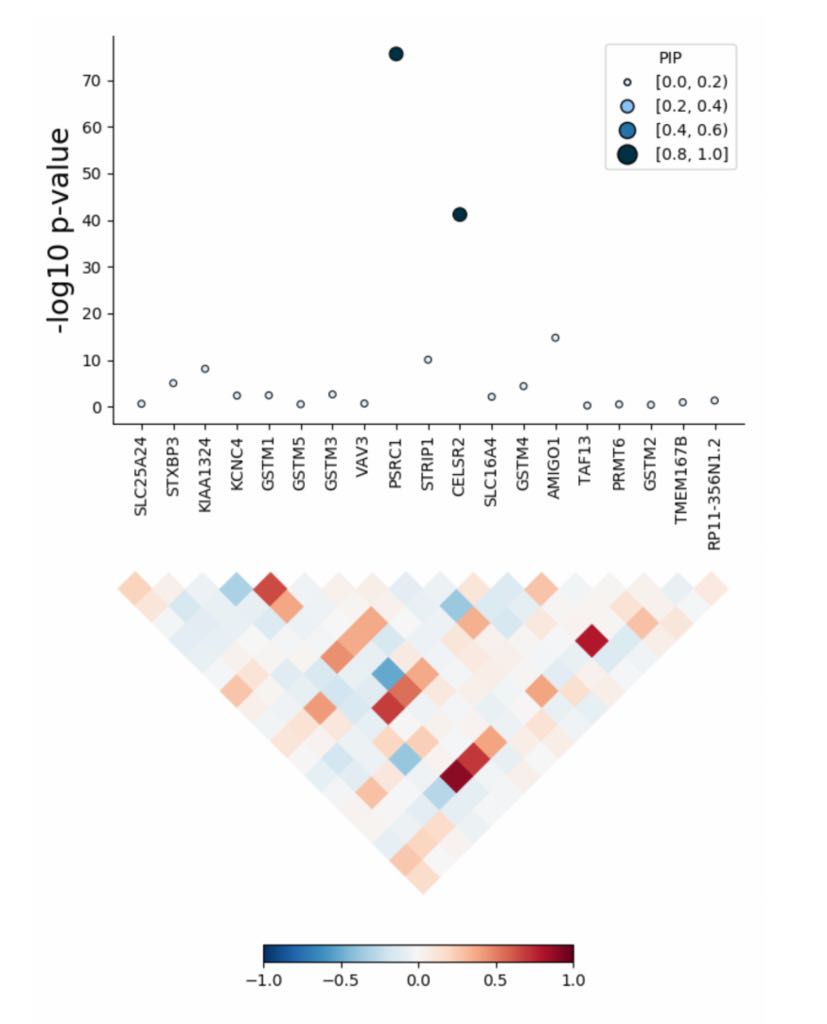 PIP
[0.0, 0.2)
[0.2, 0.4)
[0.4, 0.6)
[0.8, 1.0]
-log10 p-value
70
60
50
40
30
20
10
0
SLC25A24
STXBP3
KIAA1324
KCNC4
GSTM1
GSTM5
GSTM3
VAV3
PSRC1
STRIP1
CELSR2
SLC16A4
GSTM4
AMIGO1
TAF13
PRMT6
GSTM2
TMEM167B
RP11-356N1.2
−1.0 −0.5 0.0 0.5 1.0